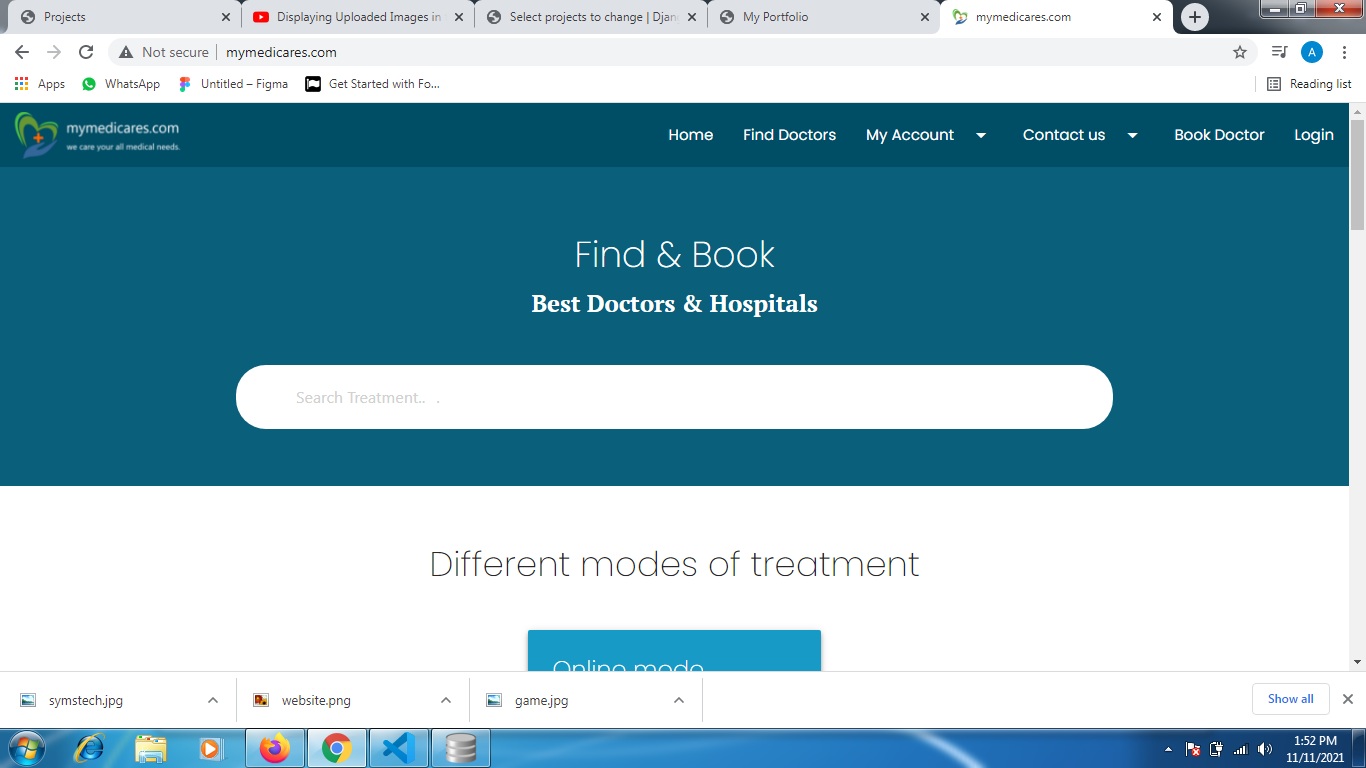 Projects
Displaying Uploaded Images in
Select projects to change | Djan
My Portfolio
mymedicares.com
Not secure
mymedicares.com
A
Apps
WhatsApp
Untitled – Figma
Get Started with Fo...
Reading list
mymedicares.com
we care your all medical needs.
Home
Find Doctors
My Account
Contact us
Book Doctor
Login
Find & Book
Best Doctors & Hospitals
Search Treatment.. .
Different modes of treatment
Online mode
symstech.jpg
website.png
game.jpg
Show all
1:52 PM
11/11/2021